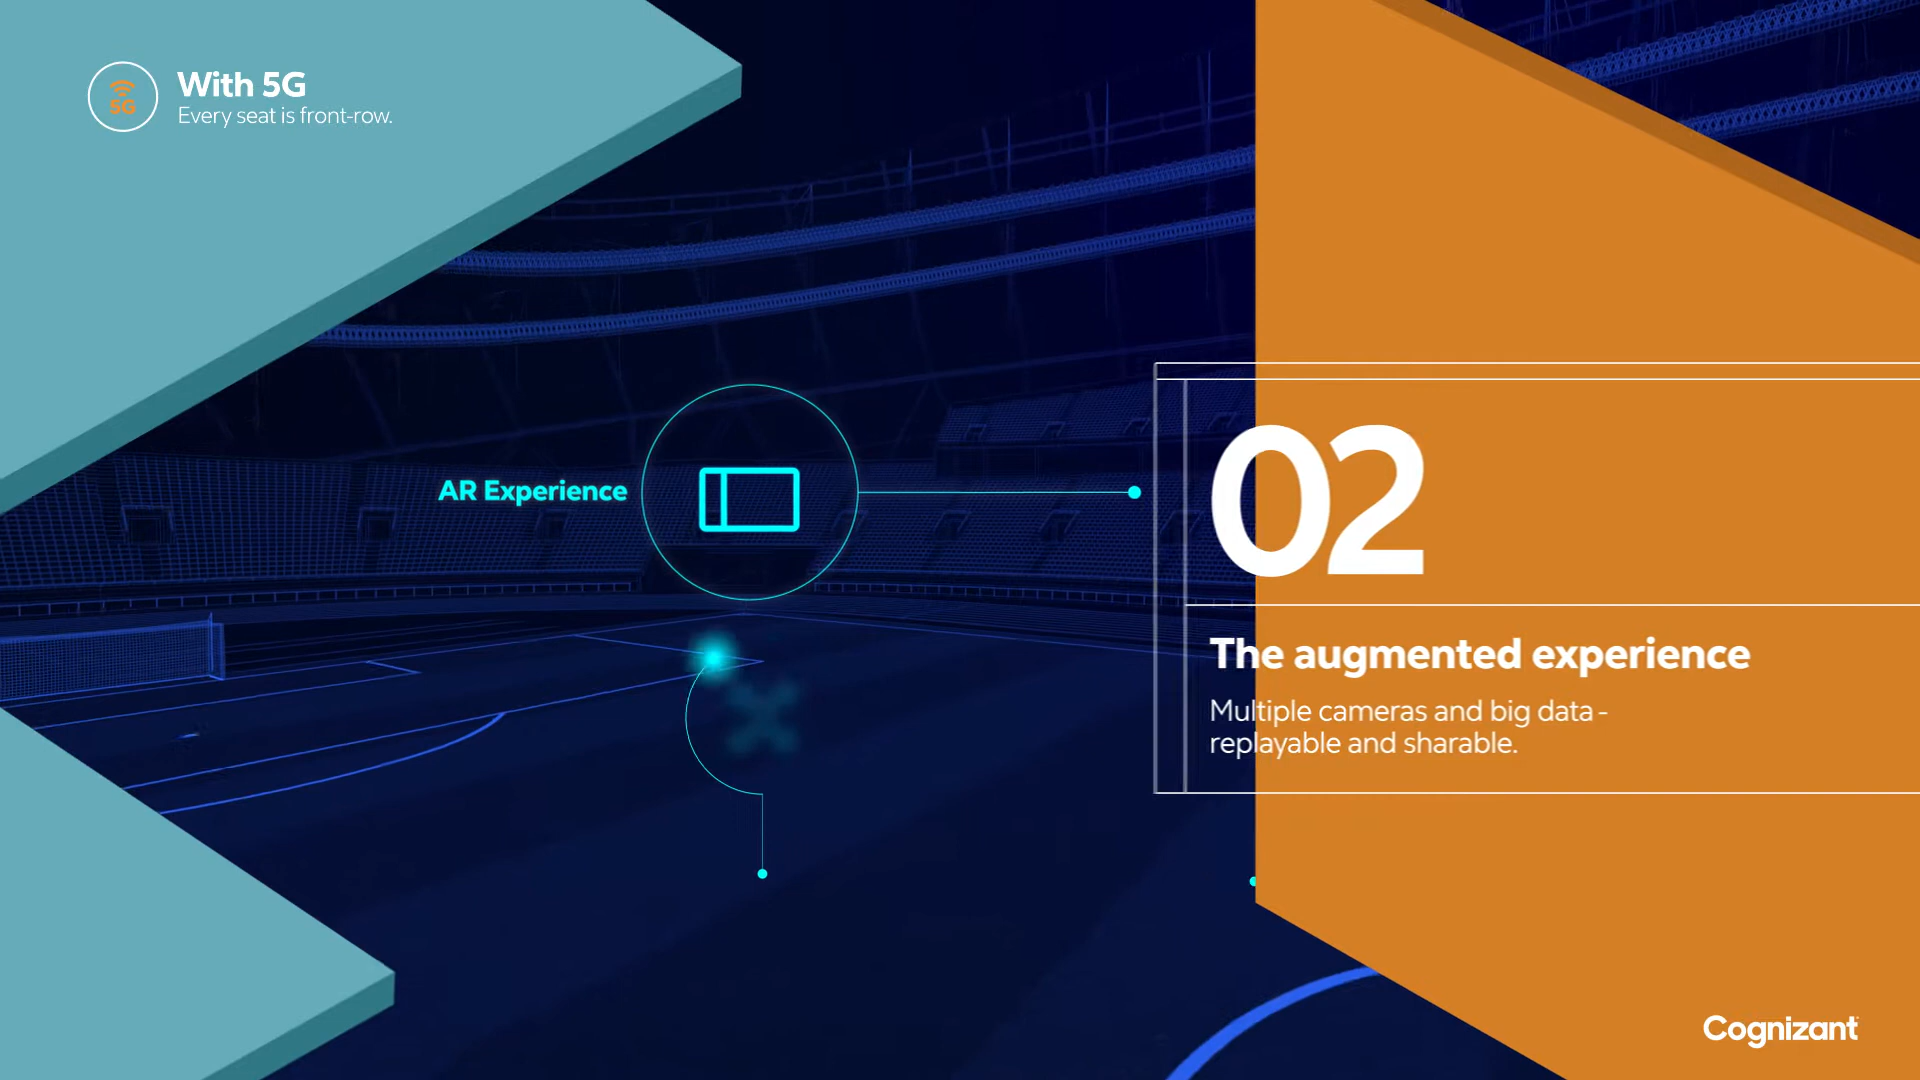 5G
With 5G
Every seat is front-row.
AR Experience
02
The augmented experience
Multiple cameras and big data -
replayable and sharable.
Cognizant